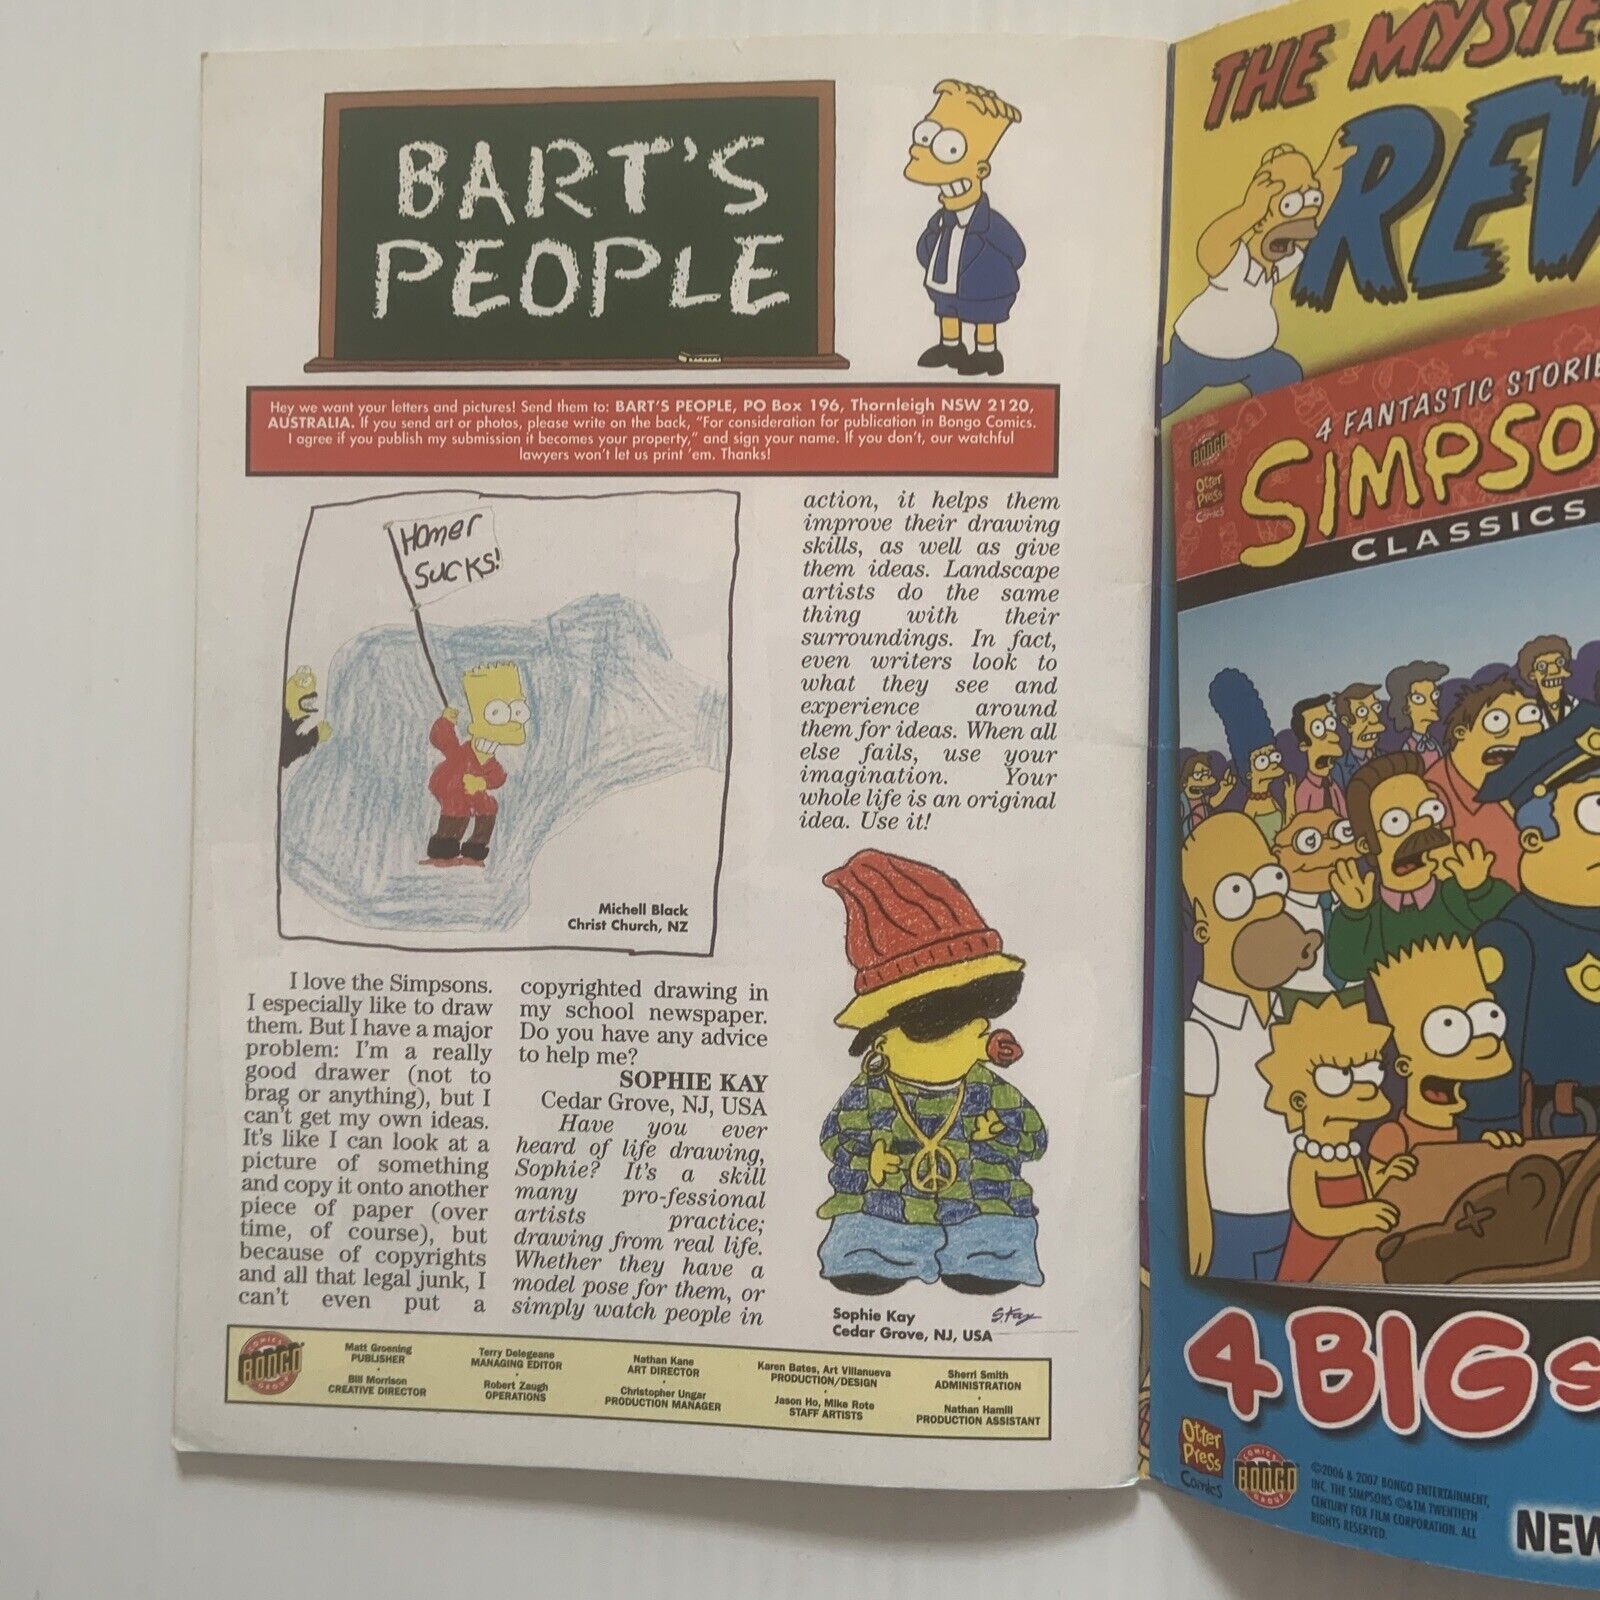 BART'S
PEOPLE
Hey we want your letters and pictures! Send them to: BART'S PEOPLE, PO Box 196, Thornleigh NSW 2120,
AUSTRALIA. If you send art or photos, please write on the back, "For consideration for publication in Bongo Comics.
I agree if you publish my submission it becomes your property," and sign your name. If you don't, our watchful
lawyers won't let us print 'em. Thanks!
Homer
Sucks!
Michell Black
Christ Church, NZ
I love the Simpsons.
I especially like to draw
them. But I have a major
problem: I'm a really
good drawer (not to
brag or anything), but I
can't get my own ideas.
It's like I can look at a
picture of something
and copy it onto another
piece of paper (over
time, of course), but
because of copyrights
and all that legal junk, I
can't even put a
copyrighted drawing in
my school newspaper.
Do you have any advice
to help me?
SOPHIE KAY
Cedar Grove, NJ, USA
Have you ever
heard of life drawing,
Sophie? It's a skill
many pro-fessional
artists practice;
drawing from real life.
Whether they have a
model pose for them, or
simply watch people in
action, it helps them
improve their drawing
skills, as well as give
them ideas. Landscape
artists do the same
thing with their
surroundings. In fact,
even writers look to
what they see and
experience around
them for ideas. When all
else fails, use your
imagination. Your
whole life is an original
idea. Use it!
S
Sophie Kay
Cedar Grove, NJ, USA
S.Kay
COMICS
BONGO
GROUP
Matt Groening
PUBLISHER
Bill Morrison
CREATIVE DIRECTOR
Terry Delegeane
MANAGING EDITOR
Robert Zaugh
OPERATIONS
Nathan Kane
ART DIRECTOR
Christopher Ungar
PRODUCTION MANAGER
Karen Bates, Art Villanueva
PRODUCTION/DESIGN
Jason Ho, Mike Rote
STAFF ARTISTS
Sherri Smith
ADMINISTRATION
Nathan Hamill
PRODUCTION ASSISTANT
THE MYSTE
REV
4 FANTASTIC STORIE
BONGO
Otter
Press
Comics
SIMPSO
CLASSICS
4 BIG S
Otter
Press
Comics
COMICS
BONGO
GROUP
©2006 & 2007 BONGO ENTERTAINMENT,
INC. THE SIMPSONS ©&TM TWENTIETH
CENTURY FOX FILM CORPORATION. ALL
RIGHTS RESERVED.
NEW